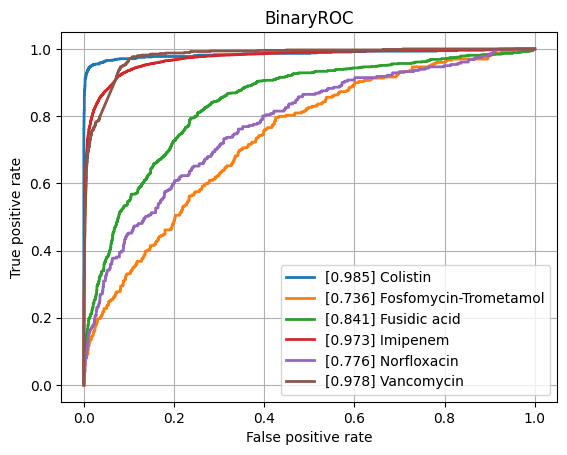 BinaryROC
1.0
0.8
0.6
0.4
0.2
0.0
True positive rate
[0.985] Colistin
[0.736] Fosfomycin-Trometamol
[0.841] Fusidic acid
[0.973] Imipenem
[0.776] Norfloxacin
[0.978] Vancomycin
0.0 0.2 0.4 0.6 0.8 1.0
False positive rate